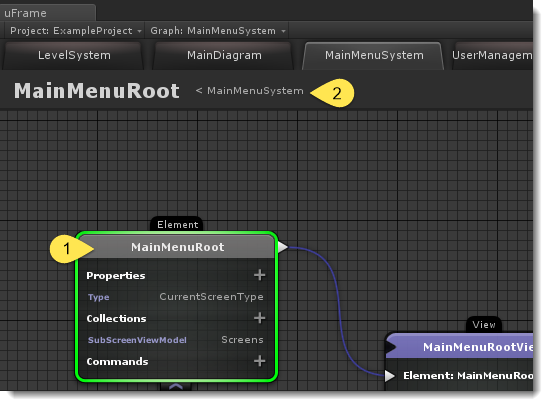 uFrame
Project: ExampleProject Graph: MainMenuSystem
LevelSystem MainDiagram MainMenuSystem UserManagem
MainMenuRoot < MainMenuSystem 2
Element
1 MainMenuRoot
Properties +
Type CurrentScreenType
Collections +
SubScreenViewModel Screens
Commands +
View
MainMenuRootVie
Element: MainMenuRoo